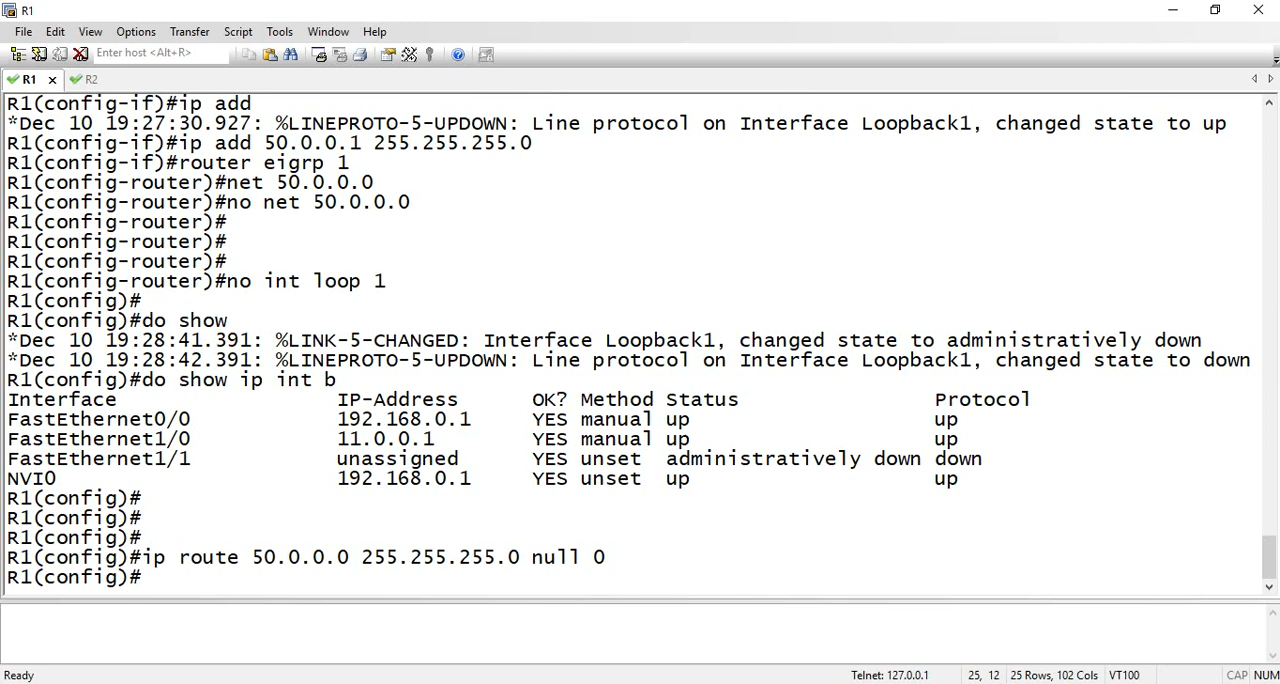 R1
File Edit View Options Transfer Script Tools Window Help
Enter host <Alt+R>
R1 R2
R1(config-if)#ip add
*Dec 10 19:27:30.927: %LINEPROTO-5-UPDOWN: Line protocol on Interface Loopback1, changed state to up
R1(config-if)#ip add 50.0.0.1 255.255.255.0
R1(config-if)#router eigrp 1
R1(config-router)#net 50.0.0.0
R1(config-router)#no net 50.0.0.0
R1(config-router)#
R1(config-router)#
R1(config-router)#
R1(config-router)#no int loop 1
R1(config)#
R1(config)#do show
*Dec 10 19:28:41.391: %LINK-5-CHANGED: Interface Loopback1, changed state to administratively down
*Dec 10 19:28:42.391: %LINEPROTO-5-UPDOWN: Line protocol on Interface Loopback1, changed state to down
R1(config)#do show ip int b
Interface IP-Address OK? Method Status Protocol
FastEthernet0/0 192.168.0.1 YES manual up up
FastEthernet1/0 11.0.0.1 YES manual up up
FastEthernet1/1 unassigned YES unset administratively down down
NVI0 192.168.0.1 YES unset up up
R1(config)#
R1(config)#
R1(config)#
R1(config)#ip route 50.0.0.0 255.255.255.0 null 0
R1(config)#
Ready Telnet: 127.0.0.1 25, 12 25 Rows, 102 Cols VT100 CAP NUM